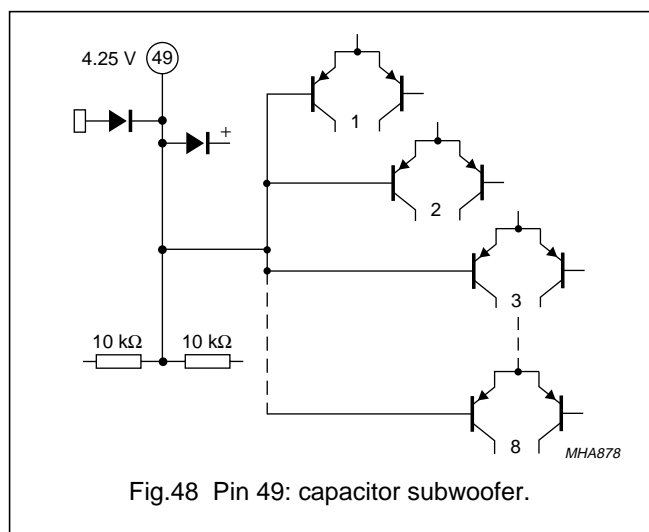 4.25 V 49
+
1
2
3
10 kΩ 10 kΩ
8
MHA878
Fig.48 Pin 49: capacitor subwoofer.